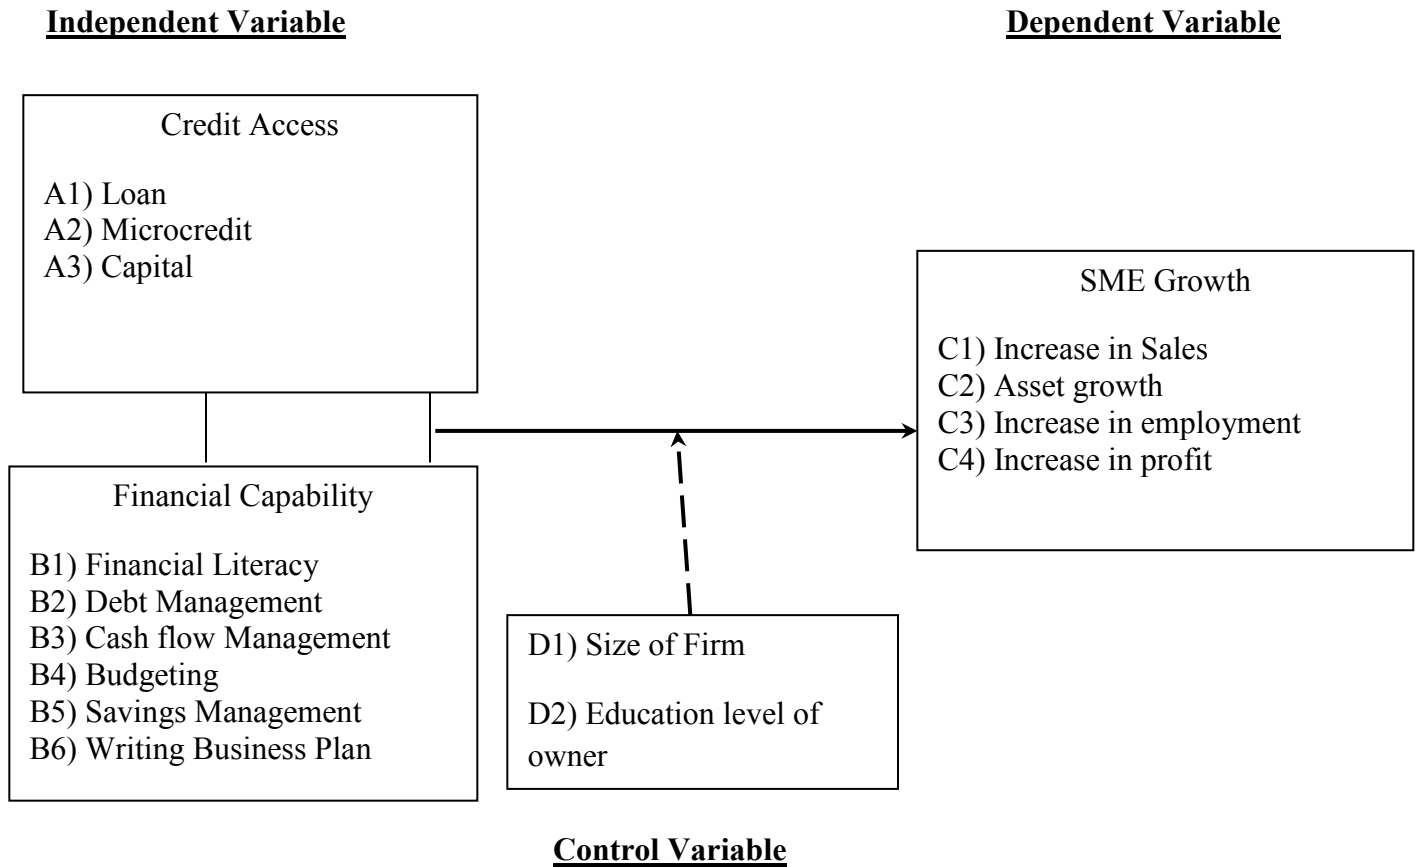 Independent Variable
Dependent Variable
Credit Access
A1) Loan
A2) Microcredit
A3) Capital
SME Growth
C1) Increase in Sales
C2) Asset growth
C3) Increase in employment
C4) Increase in profit
Financial Capability
B1) Financial Literacy
B2) Debt Management
B3) Cash flow Management
B4) Budgeting
B5) Savings Management
B6) Writing Business Plan
D1) Size of Firm
D2) Education level of
owner
Control Variable